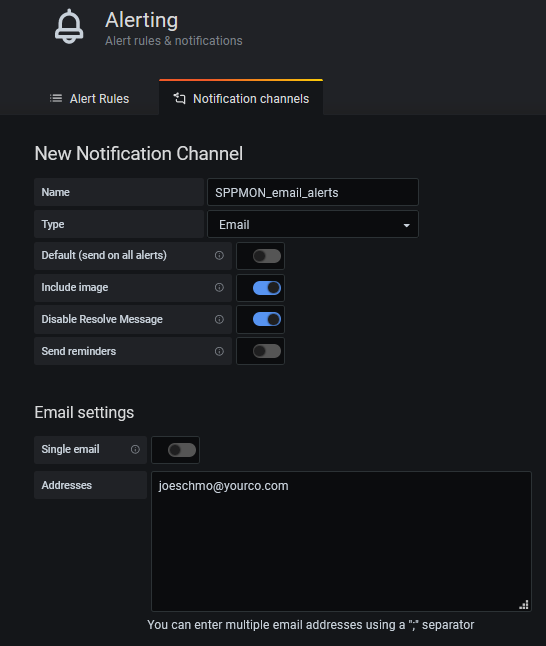 Alerting
Alert rules & notifications
Alert Rules
Notification channels
New Notification Channel
Name SPPMON_email_alerts
Type Email
Default (send on all alerts)
Include image
Disable Resolve Message
Send reminders
Email settings
Single email
Addresses joeschmo@yourco.com
You can enter multiple email addresses using a ";" separator